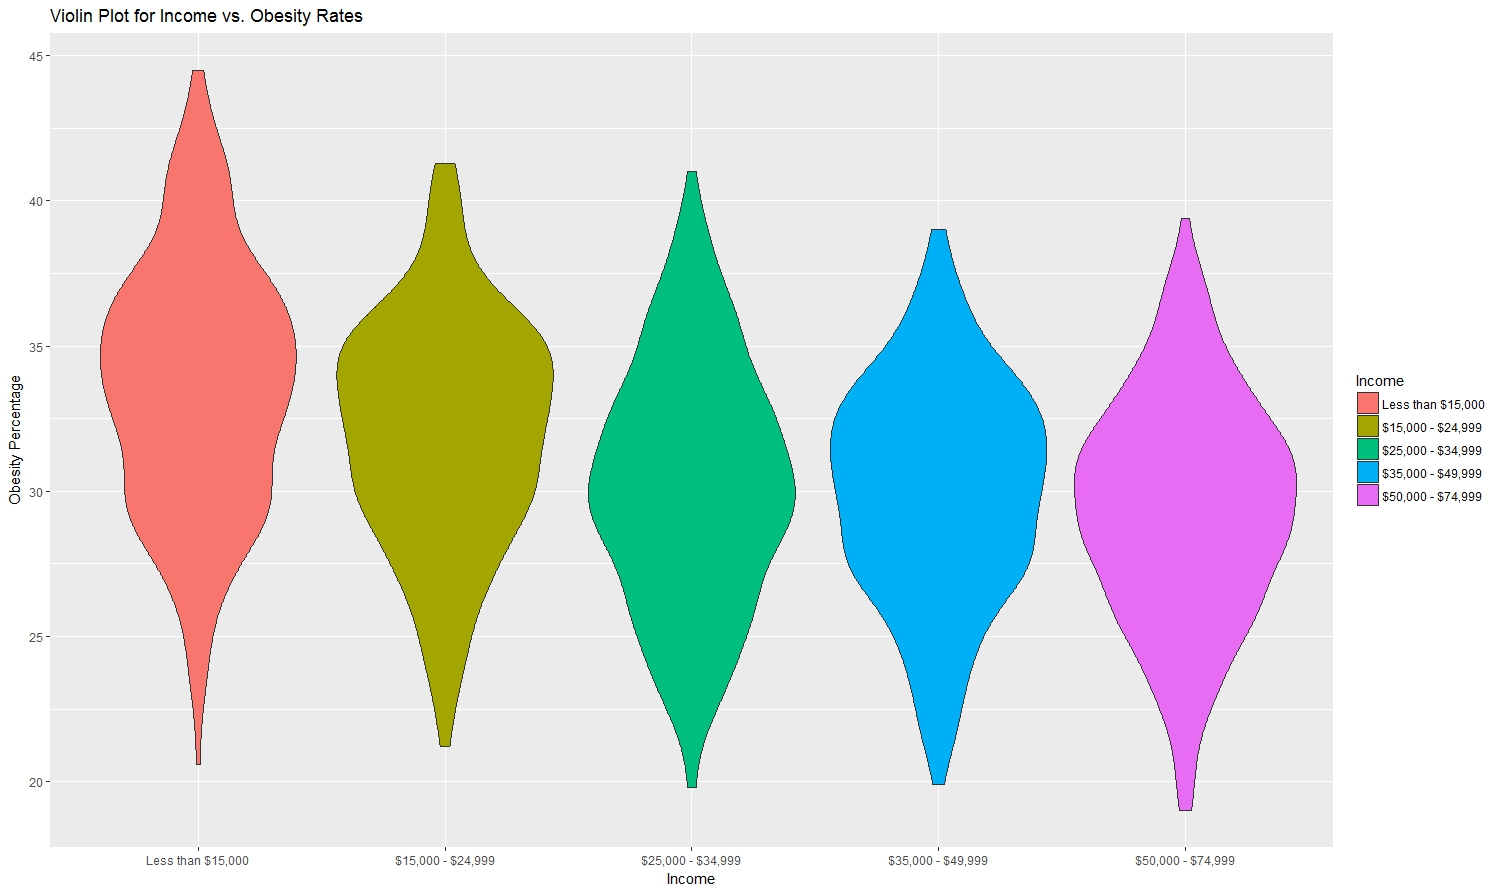 Violin Plot for Income vs. Obesity Rates
45
40
35
30
25
20
Obesity Percentage
Less than $15,000
$15,000 - $24,999
$25,000 - $34,999
$35,000 - $49,999
$50,000 - $74,999
Income
Income
Less than $15,000
$15,000 - $24,999
$25,000 - $34,999
$35,000 - $49,999
$50,000 - $74,999